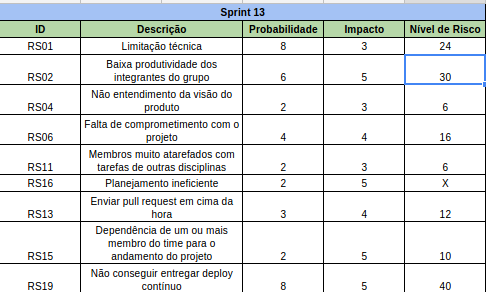 Sprint 13
ID Descrição Probabilidade Impacto Nível de Risco
RS01 Limitação técnica 8 3 24
Baixa produtividade dos
RS02 integrantes do grupo 6 5 30
Não entendimento da visão do
RS04 produto 2 3 6
Falta de comprometimento com o
RS06 projeto 4 4 16
Membros muito atarefados com
RS11 tarefas de outras disciplinas 2 3 6
RS16 Planejamento ineficiente 2 5 X
Enviar pull request em cima da
RS13 hora 3 4 12
Dependência de um ou mais
membro do time para o
RS15 andamento do projeto 2 5 10
Não conseguir entregar deploy
RS19 contínuo 8 5 40